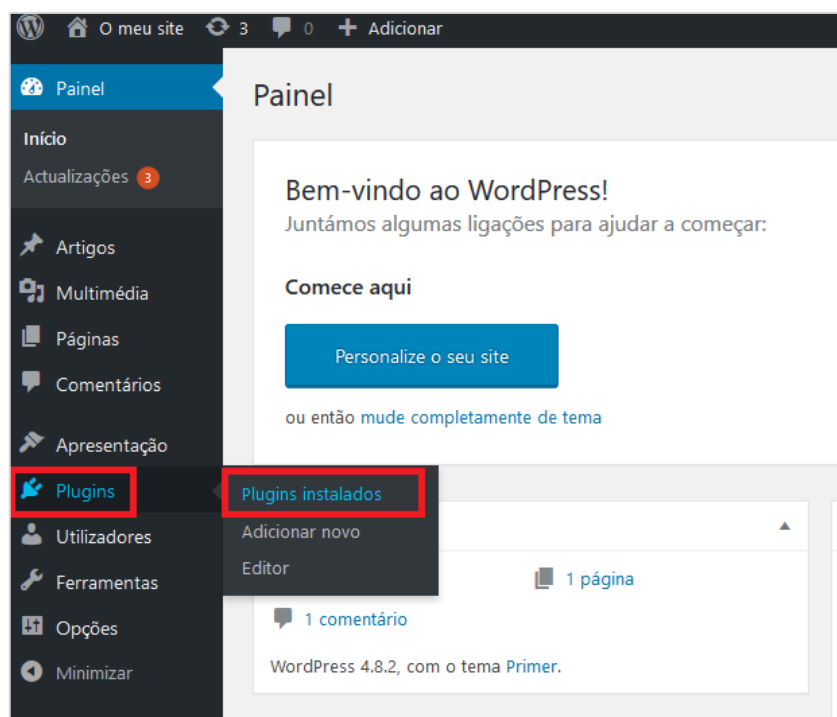 O meu site 3 0 + Adicionar
Painel
Início
Actualizações 3
Artigos
Multimédia
Páginas
Comentários
Apresentação
Plugins
Utilizadores
Ferramentas
Opções
Minimizar
Plugins instalados
Adicionar novo
Editor
Painel
Bem-vindo ao WordPress!
Juntámos algumas ligações para ajudar a começar:
Comece aqui
Personalize o seu site
ou então mude completamente de tema
1 página
1 comentário
WordPress 4.8.2, com o tema Primer.